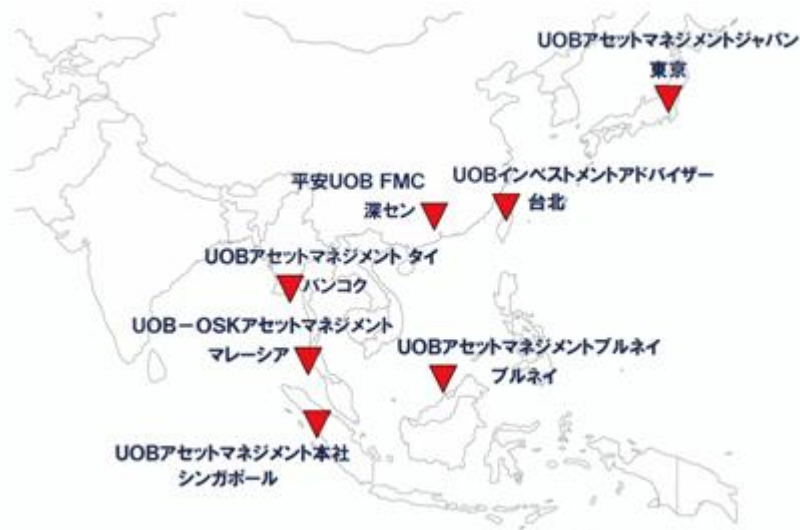 UOBアセットマネジメントジャパン
東京
平安UOB FMC
深セン
UOBインベストメントアドバイザー
台北
UOBアセットマネジメント タイ
バンコク
UOB－OSKアセットマネジメント
マレーシア
UOBアセットマネジメントブルネイ
ブルネイ
UOBアセットマネジメント本社
シンガポール